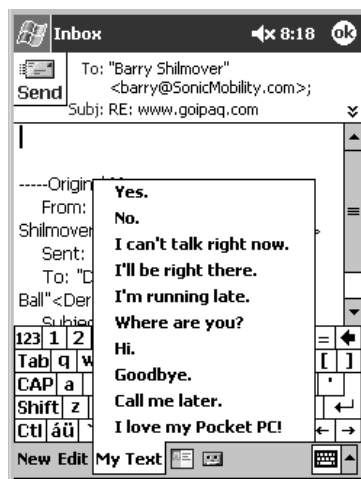 Inbox 8:18 ok
Send
To: "Barry Shilmover"
<barry@SonicMobility.com>;
Subj: RE: www.goipaq.com
-----Origin
From:
Shilmover
Sent:
To: "D
Ball"<Der
Yes.
No.
I can't talk right now.
I'll be right there.
I'm running late.
Where are you?
Hi.
Goodbye.
Call me later.
I love my Pocket PC!
123 1 2 =
Tab q w [ ]
CAP a '
Shift z
Ctl áü `
New Edit My Text